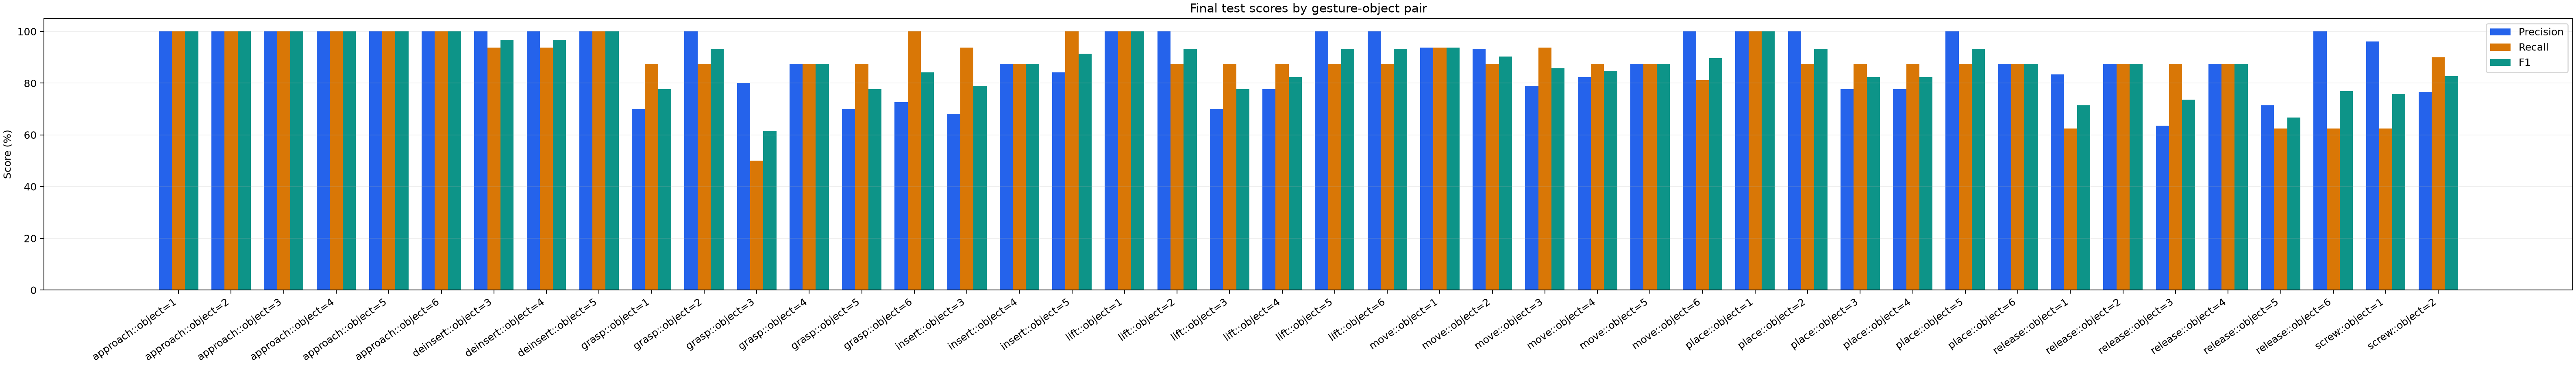 Final test scores by gesture-object pair
Precision
Recall
F1
Score (%)
100
80
60
40
20
0
approach::object=1
approach::object=2
approach::object=3
approach::object=4
approach::object=5
approach::object=6
deinsert::object=3
deinsert::object=4
deinsert::object=5
grasp::object=1
grasp::object=2
grasp::object=3
grasp::object=4
grasp::object=5
grasp::object=6
insert::object=3
insert::object=4
insert::object=5
lift::object=1
lift::object=2
lift::object=3
lift::object=4
lift::object=5
lift::object=6
move::object=1
move::object=2
move::object=3
move::object=4
move::object=5
move::object=6
place::object=1
place::object=2
place::object=3
place::object=4
place::object=5
place::object=6
release::object=1
release::object=2
release::object=3
release::object=4
release::object=5
release::object=6
screw::object=1
screw::object=2